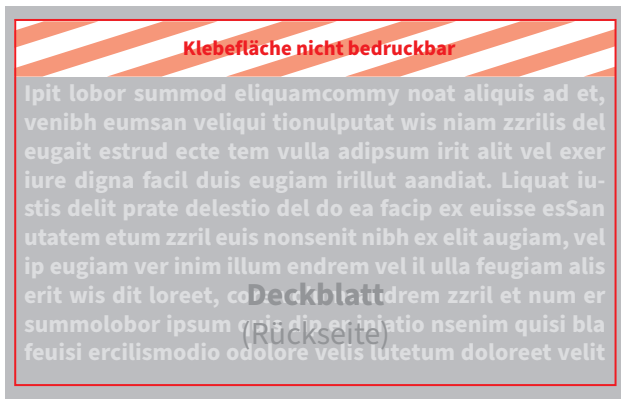 Klebefläche nicht bedruckbar
Ipit lobor summod eliquamcommy noat aliquis ad et,
venibh eumsan veliqui tionulputat wis niam zzrilis del
eugait estrud ecte tem vulla adipsum irit alit vel exer
iure digna facil duis eugiam irillut aandiat. Liquat iu-
stis delit prate delestio del do ea facip ex euisse esSan
utatem etum zzril euis nonsenit nibh ex elit augiam, vel
ip eugiam ver inim illum endrem vel il ulla feugiam alis
erit wis dit loreet, drem zzril et num er
Deckblatt
summolobor ipsum nsenim quisi bla
(Rückseite)
feuisi ercilismodio odolore velis lutetum doloreet velit